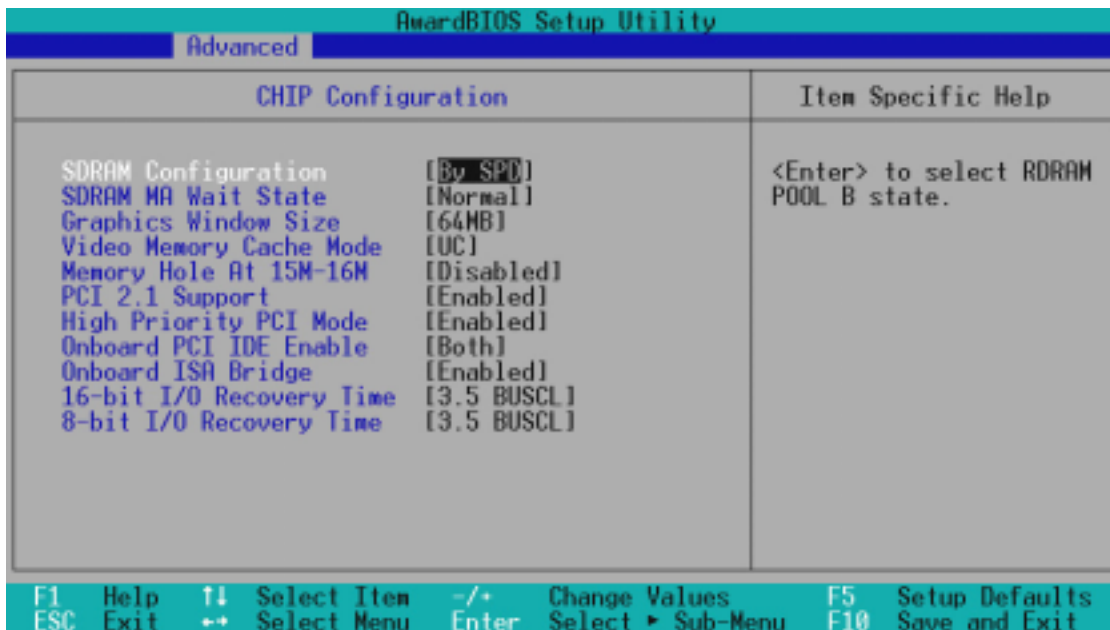 AwardBIOS Setup Utility
Advanced
CHIP Configuration
Item Specific Help
SDRAM Configuration [By SPD]
SDRAM MA Wait State [Normal]
Graphics Window Size [64MB]
Video Memory Cache Mode [UC]
Memory Hole At 15M-16M [Disabled]
PCI 2.1 Support [Enabled]
High Priority PCI Mode [Enabled]
Onboard PCI IDE Enable [Both]
Onboard ISA Bridge [Enabled]
16-bit I/O Recovery Time [3.5 BUSCL]
8-bit I/O Recovery Time [3.5 BUSCL]
<Enter> to select RDRAM
POOL B state.
F1 Help ↑↓ Select Item -/+ Change Values F5 Setup Defaults
ESC Exit ←→ Select Menu Enter Select ► Sub-Menu F10 Save and Exit